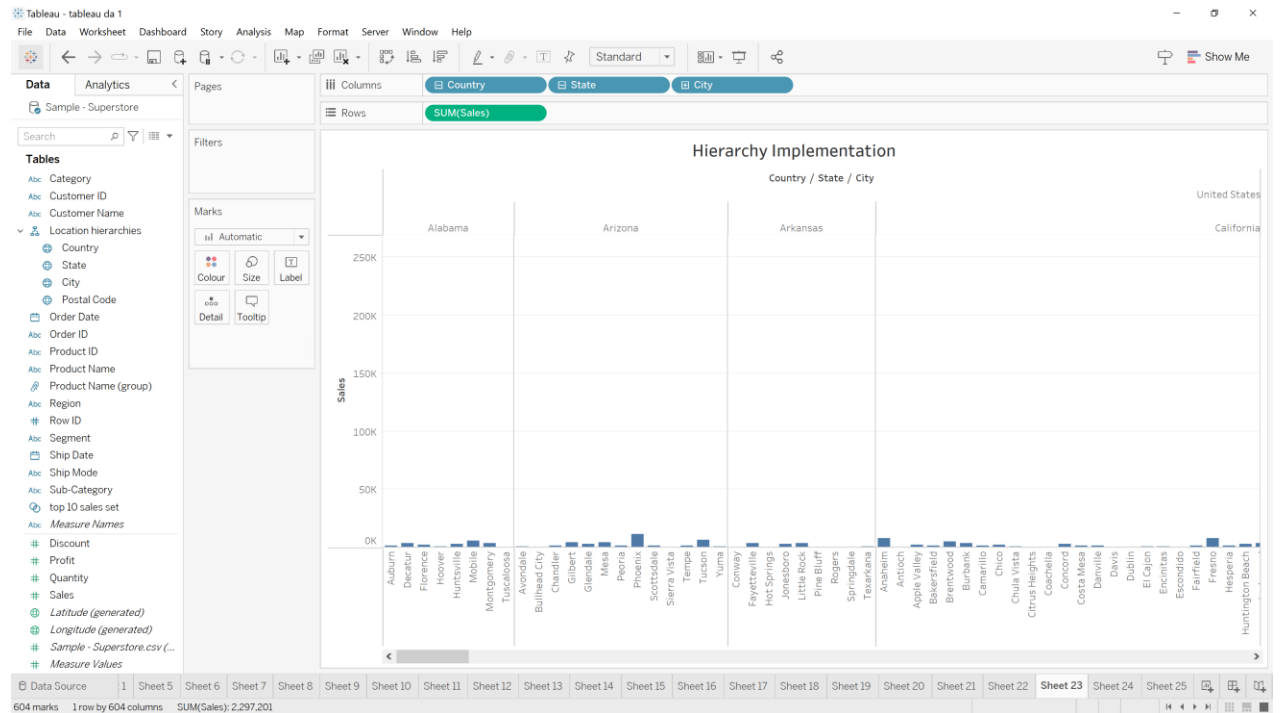 Tableau - tableau da 1
File Data Worksheet Dashboard Story Analysis Map Format Server Window Help
Standard
Show Me
Data Analytics
Sample - Superstore
Search
Tables
Abc Category
Abc Customer ID
Abc Customer Name
Location hierarchies
Country
State
City
Postal Code
Order Date
Abc Order ID
Abc Product ID
Abc Product Name
Product Name (group)
Abc Region
# Row ID
Abc Segment
Ship Date
Abc Ship Mode
Abc Sub-Category
top 10 sales set
Abc Measure Names
# Discount
# Profit
# Quantity
# Sales
Latitude (generated)
Longitude (generated)
# Sample - Superstore.csv (...
# Measure Values
Pages
Filters
Marks
Automatic
Colour Size Label
Detail Tooltip
Columns Country State City
Rows SUM(Sales)
Hierarchy Implementation
Country / State / City
United States
Alabama Arizona Arkansas California
250K
200K
150K
100K
50K
0K
Sales
Auburn
Decatur
Florence
Hoover
Huntsville
Mobile
Montgomery
Tuscaloosa
Avondale
Bullhead City
Chandler
Gilbert
Glendale
Mesa
Peoria
Phoenix
Scottsdale
Sierra Vista
Tempe
Tucson
Yuma
Conway
Fayetteville
Hot Springs
Jonesboro
Little Rock
Pine Bluff
Rogers
Springdale
Texarkana
Anaheim
Antioch
Apple Valley
Bakersfield
Brentwood
Burbank
Camarillo
Chico
Chula Vista
Citrus Heights
Coachella
Concord
Costa Mesa
Danville
Davis
Dublin
El Cajon
Encinitas
Escondido
Fairfield
Fresno
Hesperia
Huntington Beach
Data Source 1 Sheet 5 Sheet 6 Sheet 7 Sheet 8 Sheet 9 Sheet 10 Sheet 11 Sheet 12 Sheet 13 Sheet 14 Sheet 15 Sheet 16 Sheet 17 Sheet 18 Sheet 19 Sheet 20 Sheet 21 Sheet 22 Sheet 23 Sheet 24 Sheet 25
604 marks 1 row by 604 columns SUM(Sales): 2,297,201